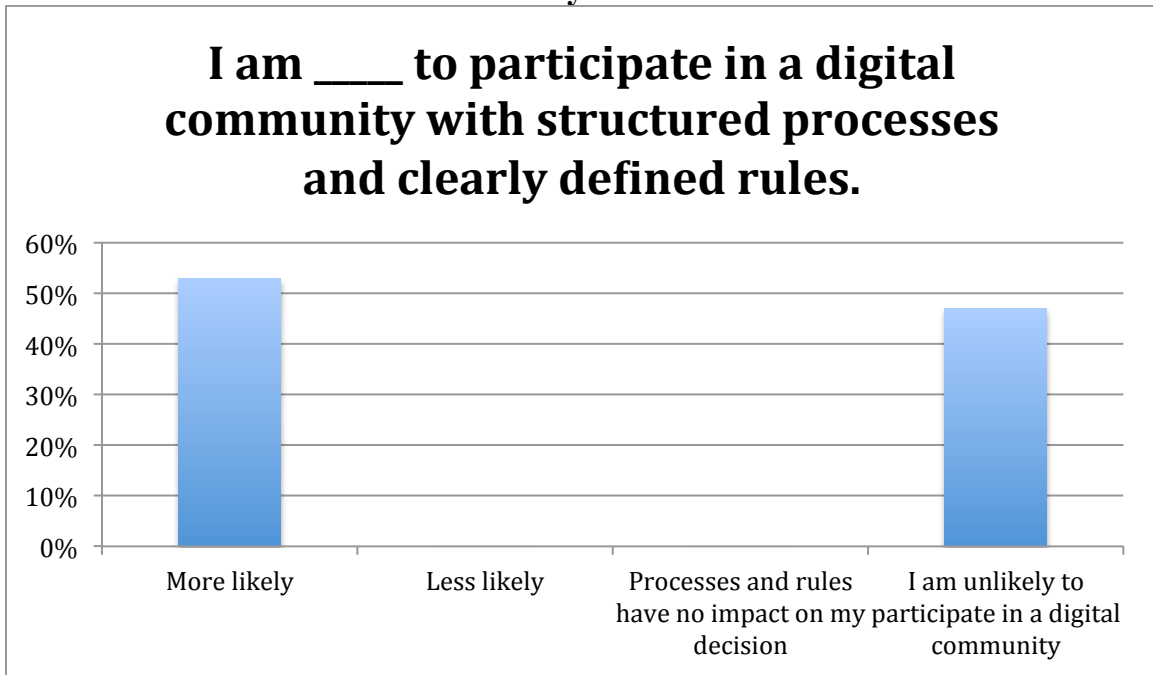 I am _____ to participate in a digital
community with structured processes
and clearly defined rules.
60%
50%
40%
30%
20%
10%
0%
More likely
Less likely
Processes and rules
have no impact on my
decision
I am unlikely to
participate in a digital
community